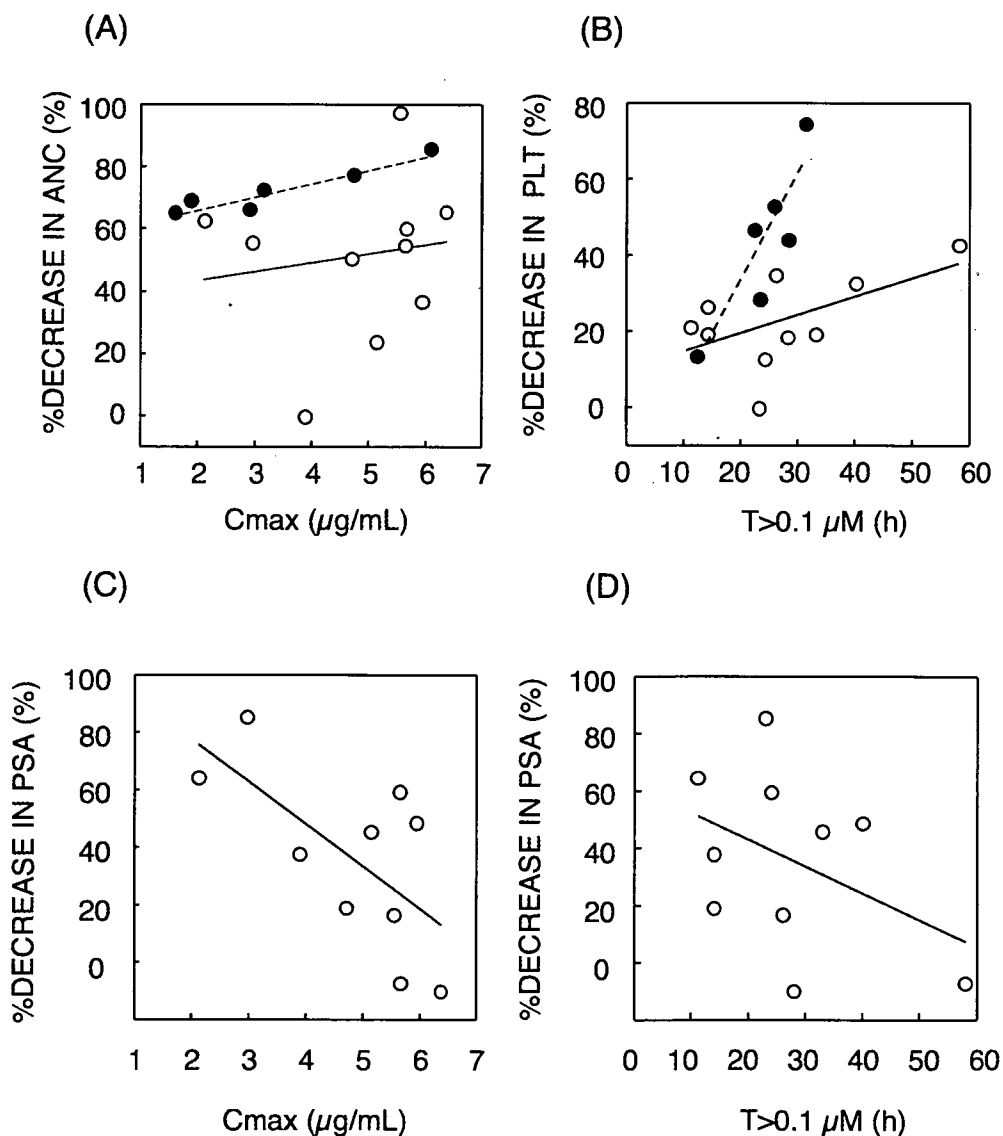 (A)
%DECREASE IN ANC (%)
100
80
60
40
20
0
1 2 3 4 5 6 7
Cmax (µg/mL)
(B)
%DECREASE IN PLT (%)
80
60
40
20
0
0 10 20 30 40 50 60
T>0.1 µM (h)
(C)
%DECREASE IN PSA (%)
100
80
60
40
20
0
1 2 3 4 5 6 7
Cmax (µg/mL)
(D)
%DECREASE IN PSA (%)
100
80
60
40
20
0
0 10 20 30 40 50 60
T>0.1 µM (h)